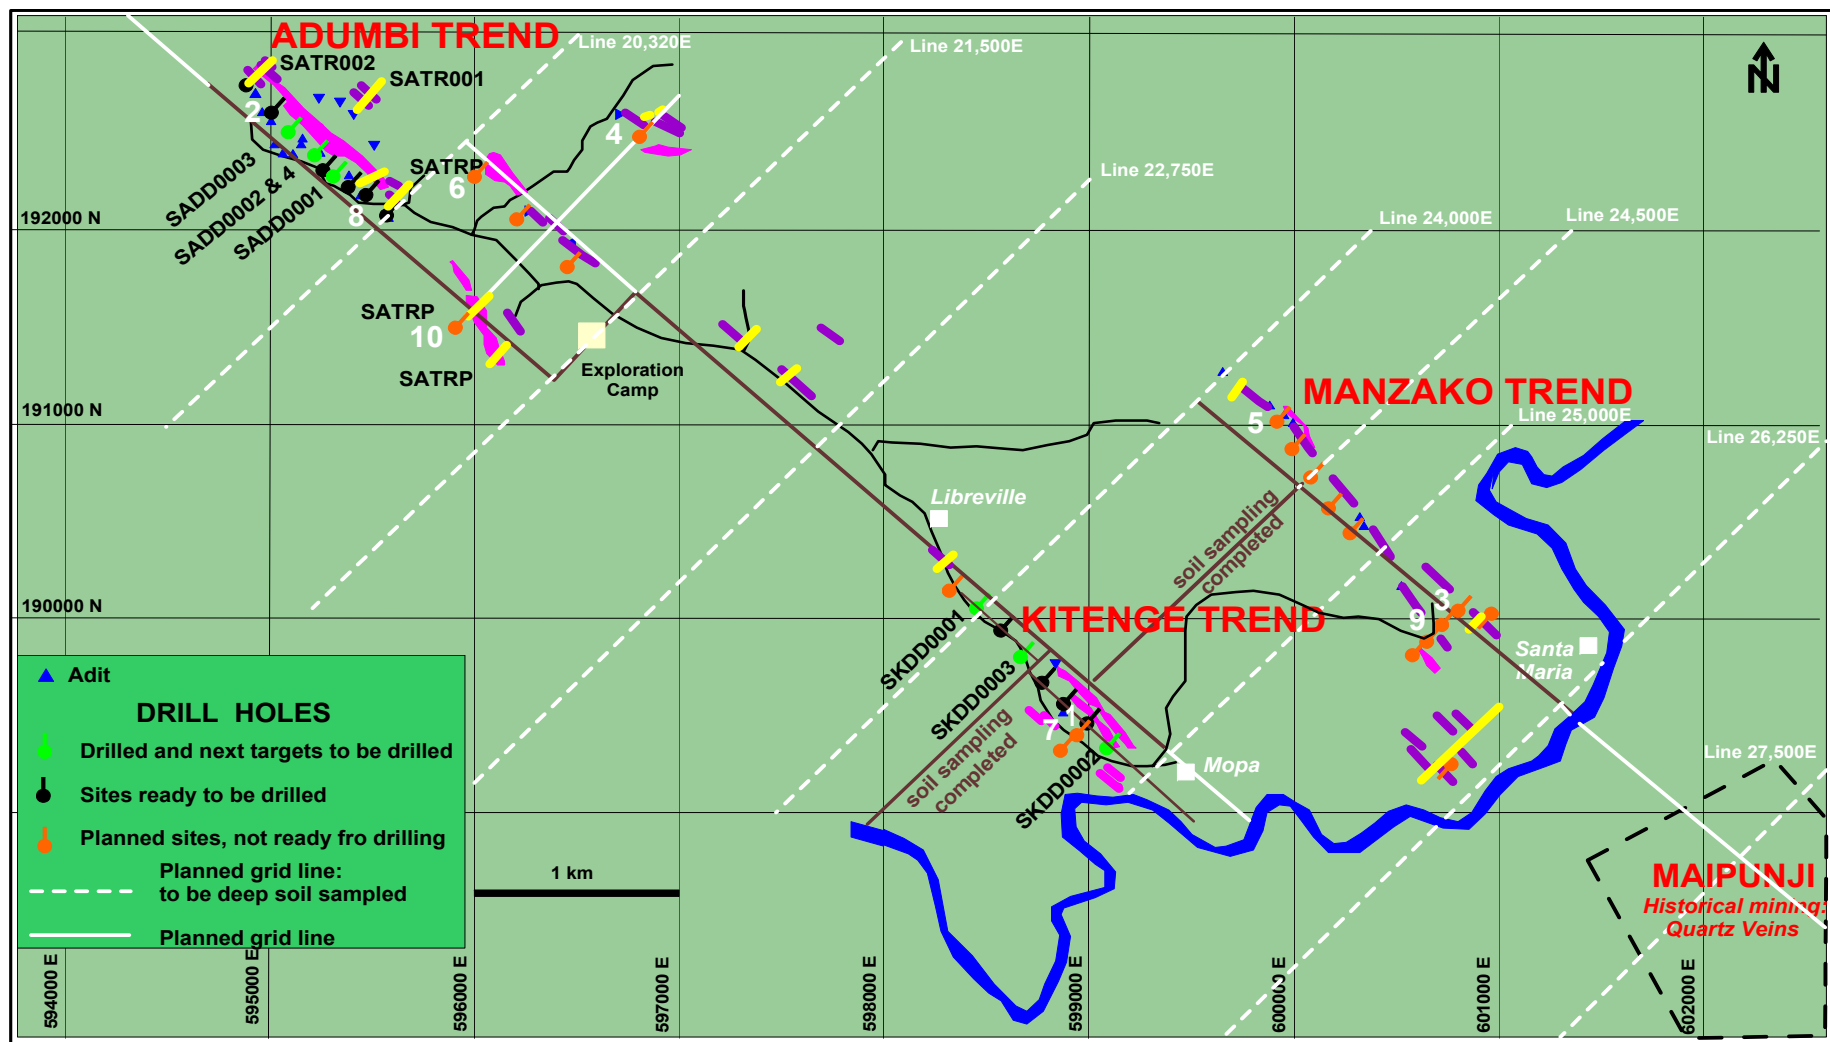 ADUMBI TREND
Line 20,320E
Line 21,500E
SATR002
SATR001
N
2
4
SATRP
6
Line 22,750E
SADD0003
SADD0002 & 4
SADD0001
8
192000 N
Line 24,000E
Line 24,500E
SATRP
10
SATRP
Exploration
Camp
191000 N
MANZAKO TREND
5
Line 25,000E
Line 26,250E
Libreville
soil sampling
completed
190000 N
KITENGE TREND
SKDD0001
3
9
Santa
Maria
SKDD0003
1
7
soil sampling
completed
SKDD0002
Mopa
Line 27,500E
Adit
DRILL HOLES
Drilled and next targets to be drilled
Sites ready to be drilled
Planned sites, not ready fro drilling
Planned grid line:
to be deep soil sampled
Planned grid line
1 km
MAIPUNJI
Historical mining:
Quartz Veins
594000 E
595000 E
596000 E
597000 E
598000 E
599000 E
600000 E
601000 E
602000 E